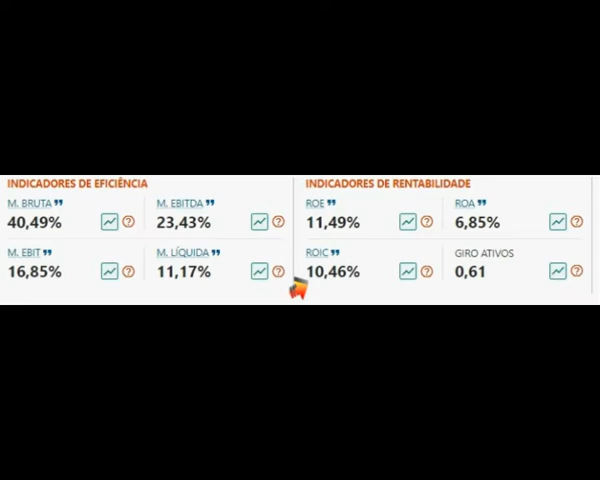 INDICADORES DE EFICIÊNCIA
M. BRUTA
M. EBITDA
40,49%
23,43%
M. EBIT
M. LÍQUIDA
16,85%
11,17%
INDICADORES DE RENTABILIDADE
ROE
ROA
11,49%
6,85%
ROIC
GIRO ATIVOS
10,46%
0,61